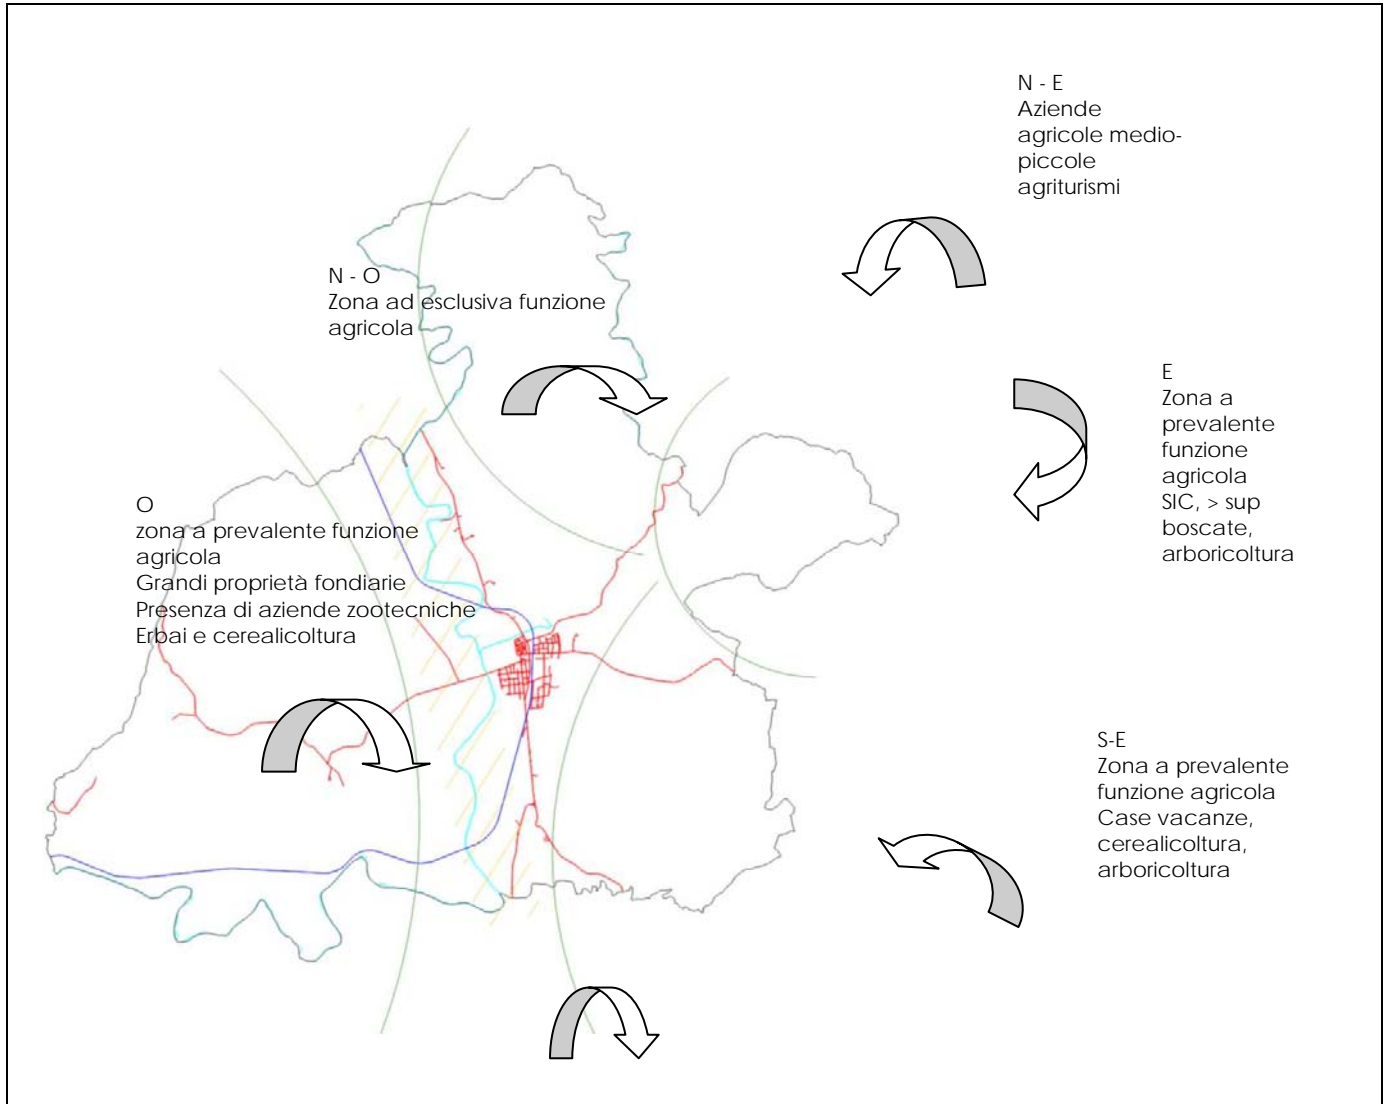 N - E
Aziende
agricole medio-
piccole
agriturismi
N - O
Zona ad esclusiva funzione
agricola
E
Zona a
prevalente
funzione
agricola
SIC, > sup
boscate,
arboricoltura
O
zona a prevalente funzione
agricola
Grandi proprietà fondiarie
Presenza di aziende zootecniche
Erbai e cerealicoltura
S-E
Zona a prevalente
funzione agricola
Case vacanze,
cerealicoltura,
arboricoltura